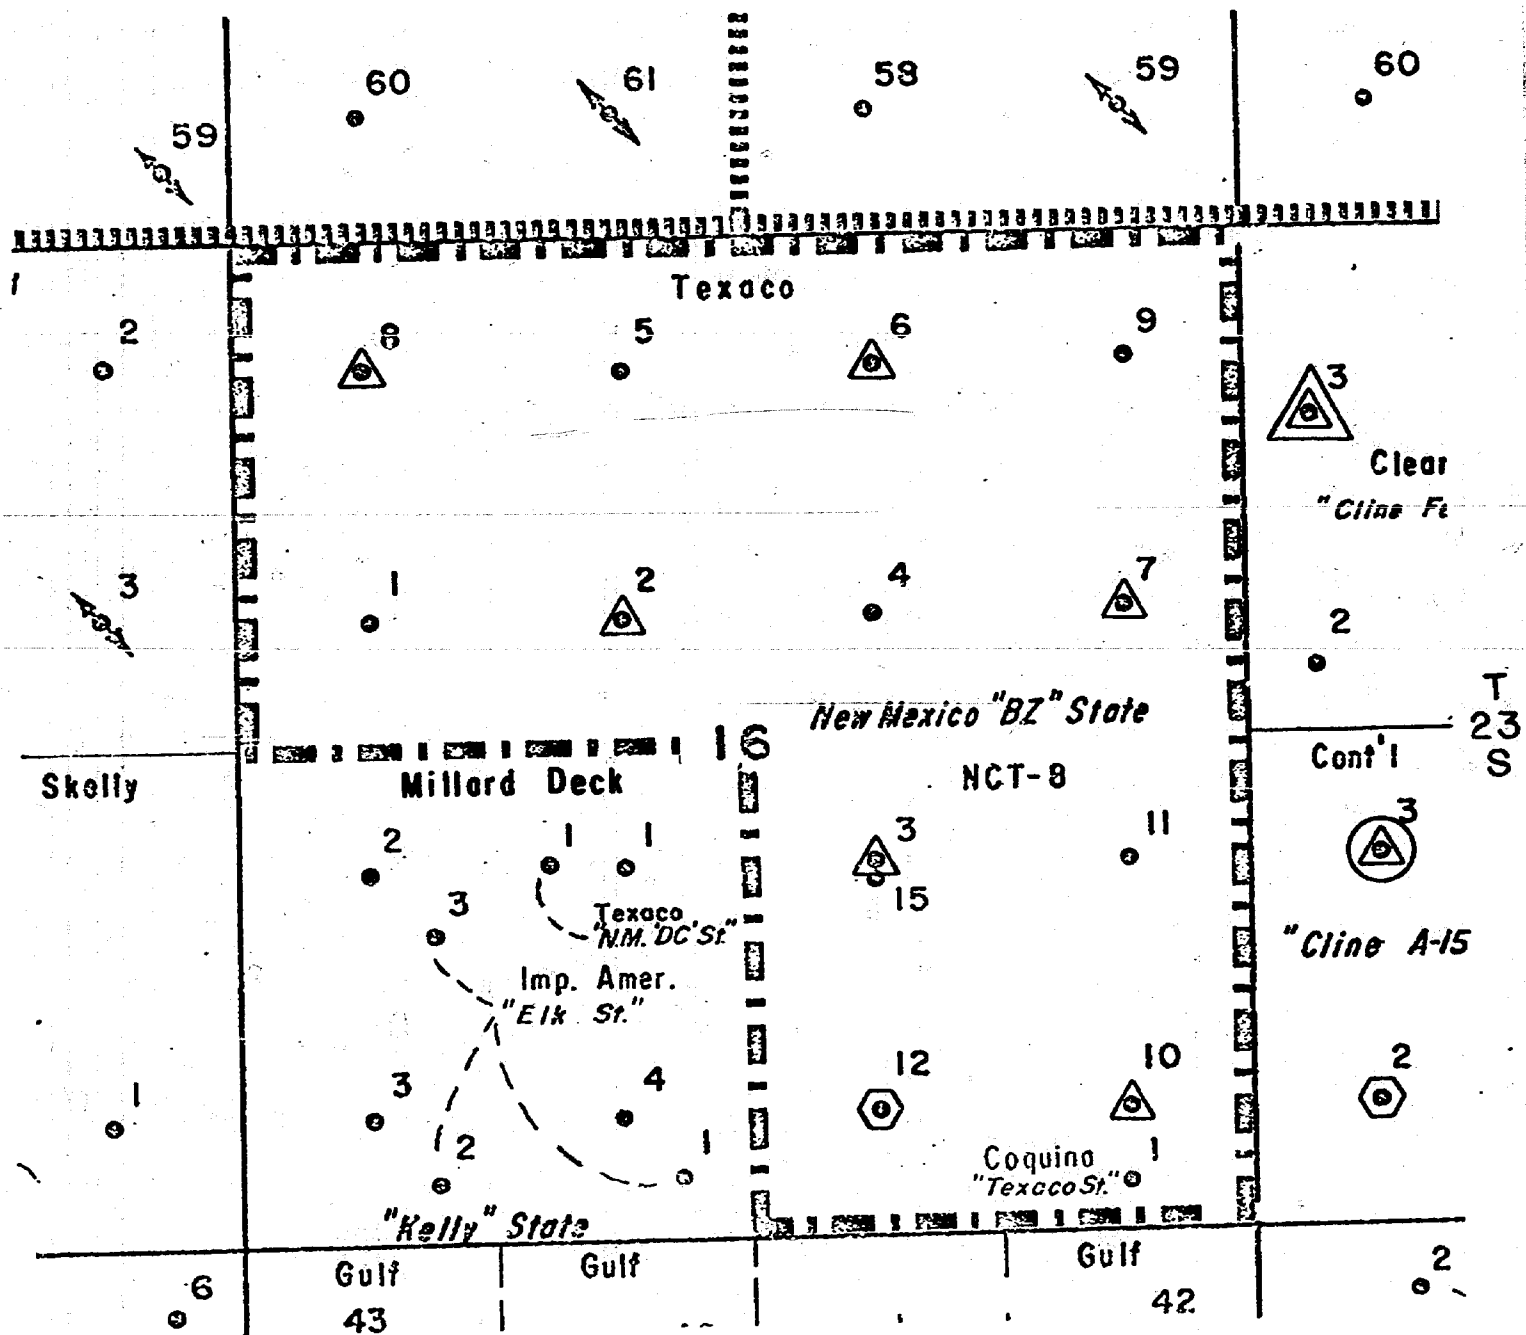 60
61
58
59
60
59
Texaco
2
8
5
6
9
3
Clear
"Cline
3
1
2
4
7
2
T
23
S
New Mexico "BZ" State
16
Skelly
Millard Deck
NCT-8
Cont'l
2
1
1
3
11
3
3
15
Texaco
"N.M. 'DC' St."
"Cline A-15
Imp. Amer.
"Elk St."
1
3
4
12
10
2
2
1
Coquina
1
"Texaco St."
"Kelly" State
Gulf
Gulf
Gulf
6
43
42
2